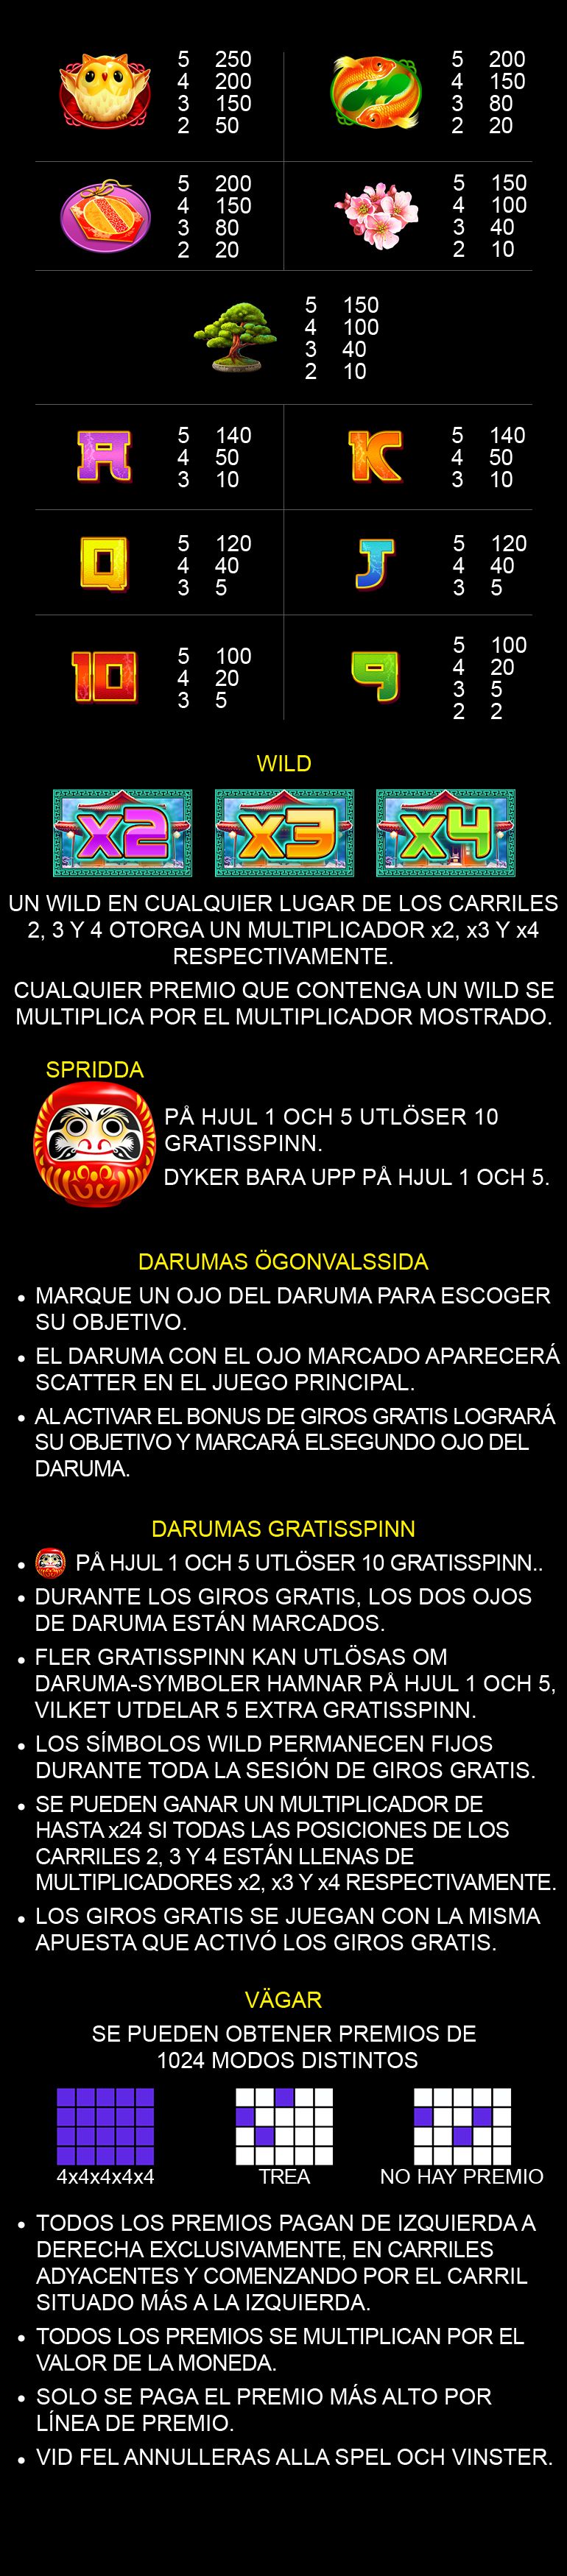 5 250
4 200
3 150
2 50
5 200
4 150
3 80
2 20
5 200
4 150
3 80
2 20
5 150
4 100
3 40
2 10
5 150
4 100
3 40
2 10
A
5 140
4 50
3 10
K
5 140
4 50
3 10
Q
5 120
4 40
3 5
J
5 120
4 40
3 5
10
5 100
4 20
3 5
9
5 100
4 20
3 5
2 2
WILD
x2 x3 x4
UN WILD EN CUALQUIER LUGAR DE LOS CARRILES
2, 3 Y 4 OTORGA UN MULTIPLICADOR x2, x3 Y x4
RESPECTIVAMENTE.
CUALQUIER PREMIO QUE CONTENGA UN WILD SE
MULTIPLICA POR EL MULTIPLICADOR MOSTRADO.
SPRIDDA
PÅ HJUL 1 OCH 5 UTLÖSER 10
GRATISSPINN.
DYKER BARA UPP PÅ HJUL 1 OCH 5.
DARUMAS ÖGONVALSSIDA
• MARQUE UN OJO DEL DARUMA PARA ESCOGER
SU OBJETIVO.
• EL DARUMA CON EL OJO MARCADO APARECERÁ
SCATTER EN EL JUEGO PRINCIPAL.
• AL ACTIVAR EL BONUS DE GIROS GRATIS LOGRARÁ
SU OBJETIVO Y MARCARÁ ELSEGUNDO OJO DEL
DARUMA.
DARUMAS GRATISSPINN
• PÅ HJUL 1 OCH 5 UTLÖSER 10 GRATISSPINN..
• DURANTE LOS GIROS GRATIS, LOS DOS OJOS
DE DARUMA ESTÁN MARCADOS.
• FLER GRATISSPINN KAN UTLÖSAS OM
DARUMA-SYMBOLER HAMNAR PÅ HJUL 1 OCH 5,
VILKET UTDELAR 5 EXTRA GRATISSPINN.
• LOS SÍMBOLOS WILD PERMANECEN FIJOS
DURANTE TODA LA SESIÓN DE GIROS GRATIS.
• SE PUEDEN GANAR UN MULTIPLICADOR DE
HASTA x24 SI TODAS LAS POSICIONES DE LOS
CARRILES 2, 3 Y 4 ESTÁN LLENAS DE
MULTIPLICADORES x2, x3 Y x4 RESPECTIVAMENTE.
• LOS GIROS GRATIS SE JUEGAN CON LA MISMA
APUESTA QUE ACTIVÓ LOS GIROS GRATIS.
VÄGAR
SE PUEDEN OBTENER PREMIOS DE
1024 MODOS DISTINTOS
4x4x4x4x4 TREA NO HAY PREMIO
• TODOS LOS PREMIOS PAGAN DE IZQUIERDA A
DERECHA EXCLUSIVAMENTE, EN CARRILES
ADYACENTES Y COMENZANDO POR EL CARRIL
SITUADO MÁS A LA IZQUIERDA.
• TODOS LOS PREMIOS SE MULTIPLICAN POR EL
VALOR DE LA MONEDA.
• SOLO SE PAGA EL PREMIO MÁS ALTO POR
LÍNEA DE PREMIO.
• VID FEL ANNULLERAS ALLA SPEL OCH VINSTER.